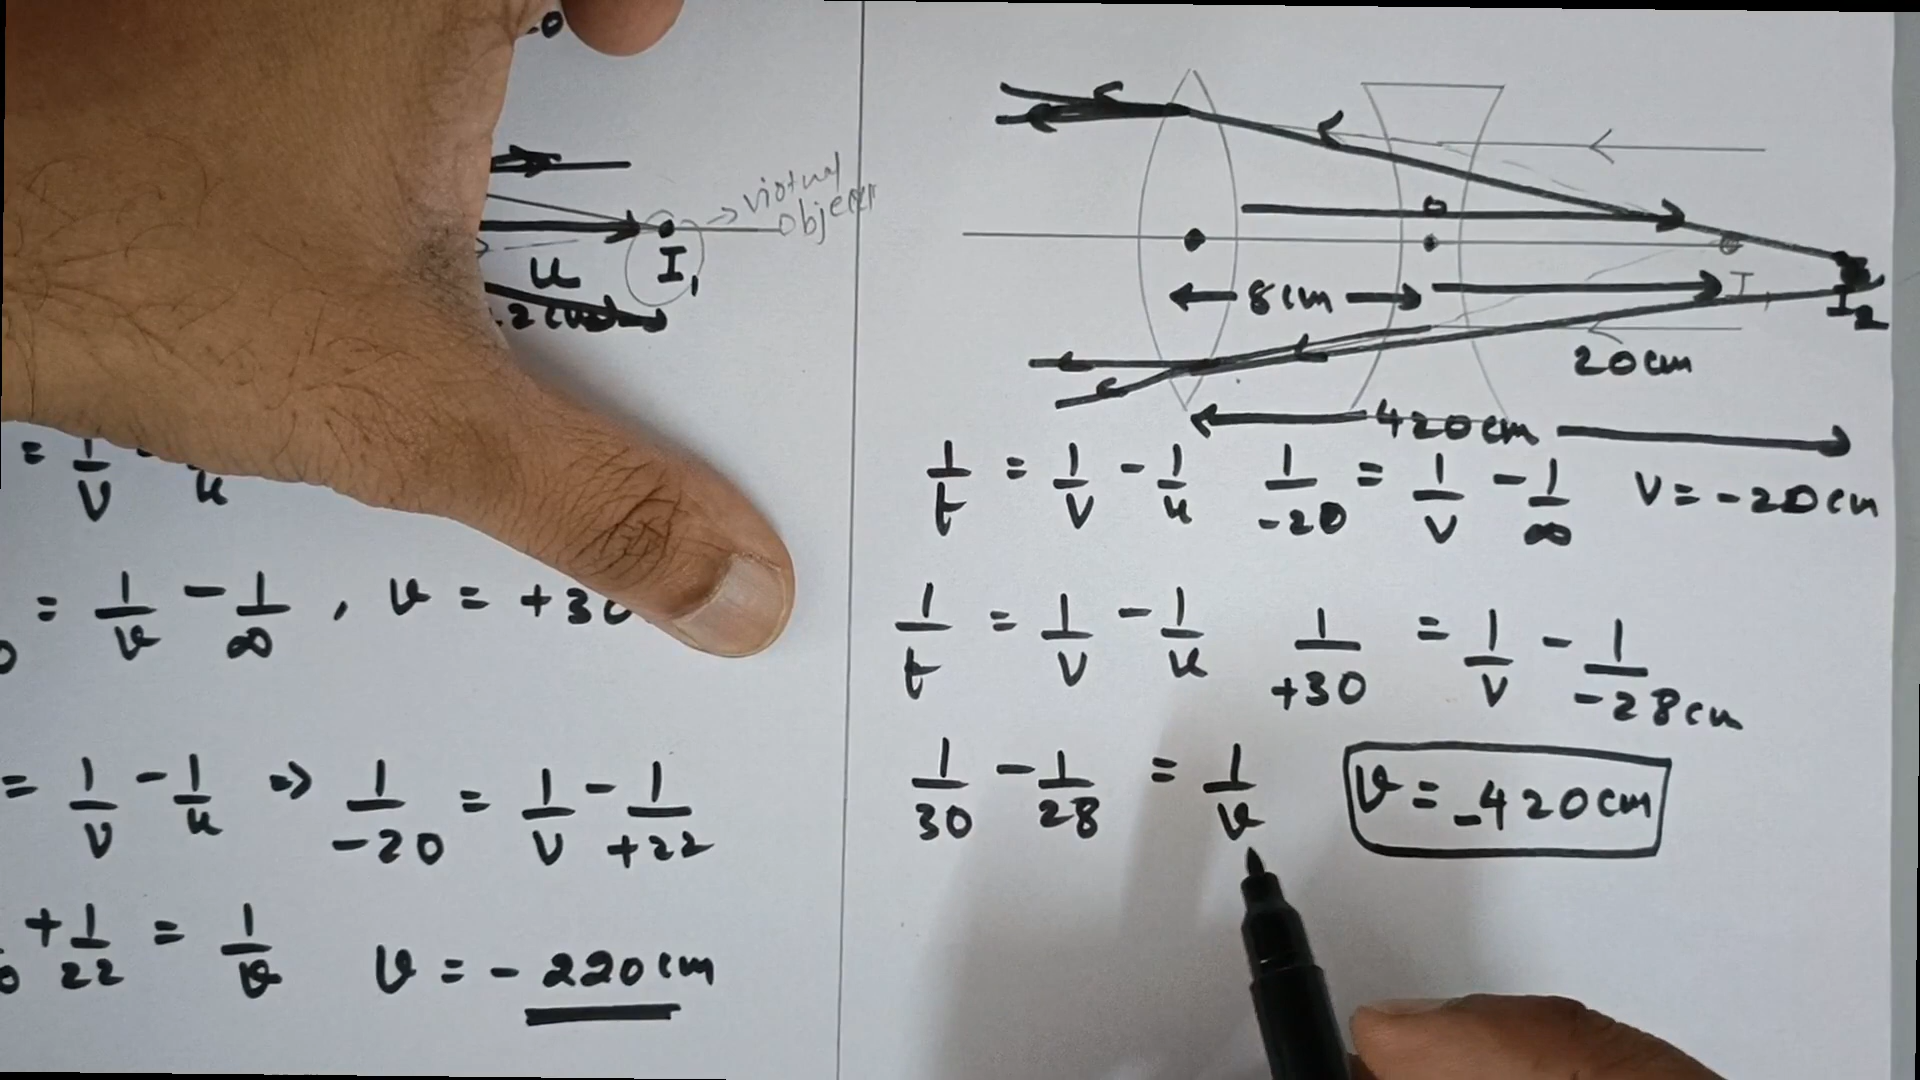 → virtual
object
u
I₁
= 1/v - 1/u
= 1/v - 1/∞ , v = +30
= 1/v - 1/u => 1/-20 = 1/v - 1/+22
+ 1/22 = 1/v v = - 220cm
8cm
I₁
I₂
20cm
420cm
1/f = 1/v - 1/u 1/-20 = 1/v - 1/∞ v = -20cm
1/f = 1/v - 1/u 1/+30 = 1/v - 1/-28cm
1/30 - 1/28 = 1/v v = -420cm